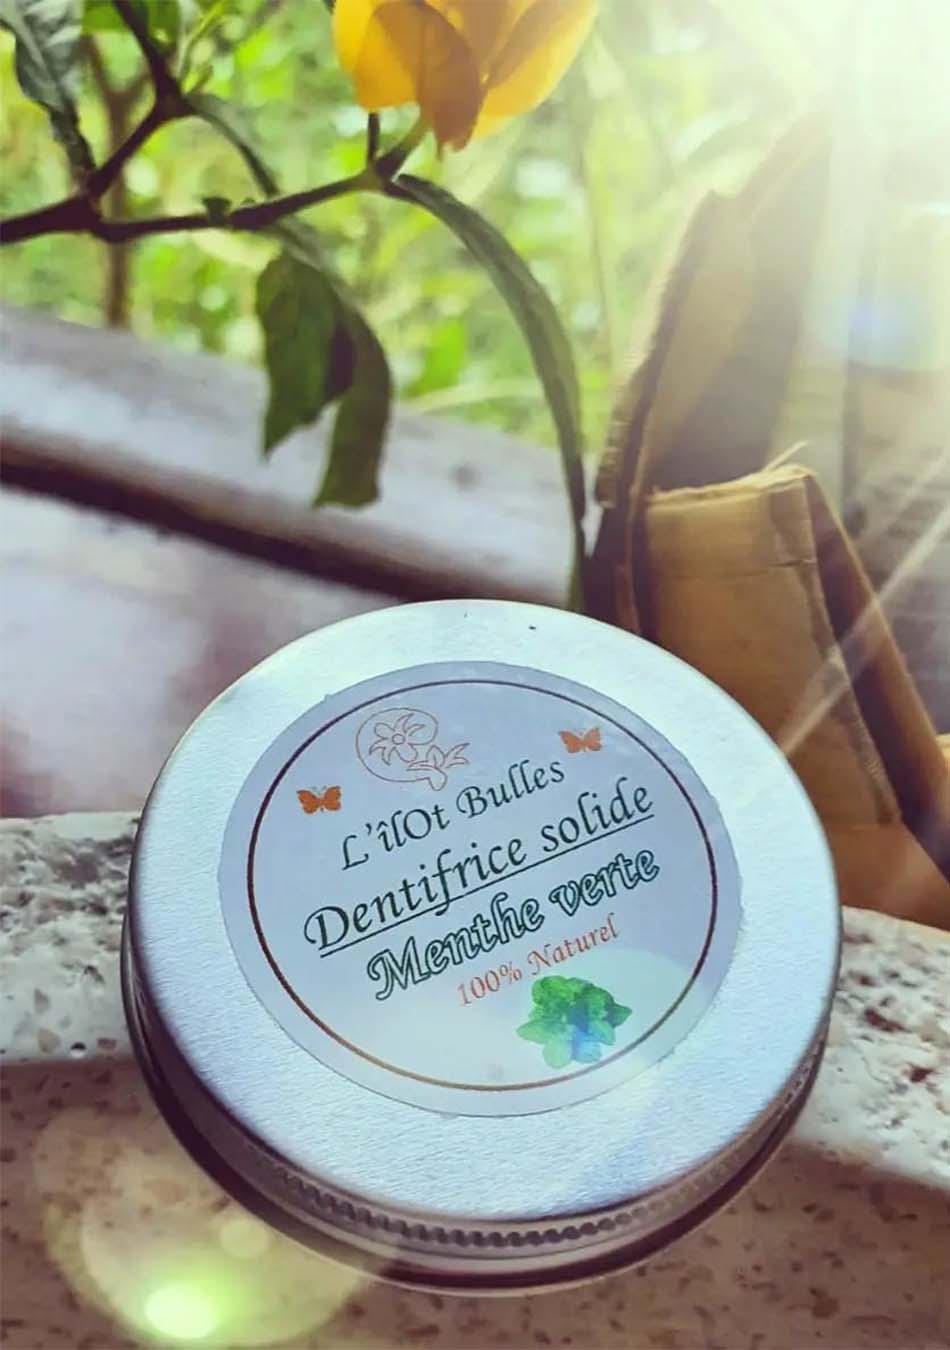 L'îlOt Bulles
Dentifrice solide
Menthe verte
100% Naturel